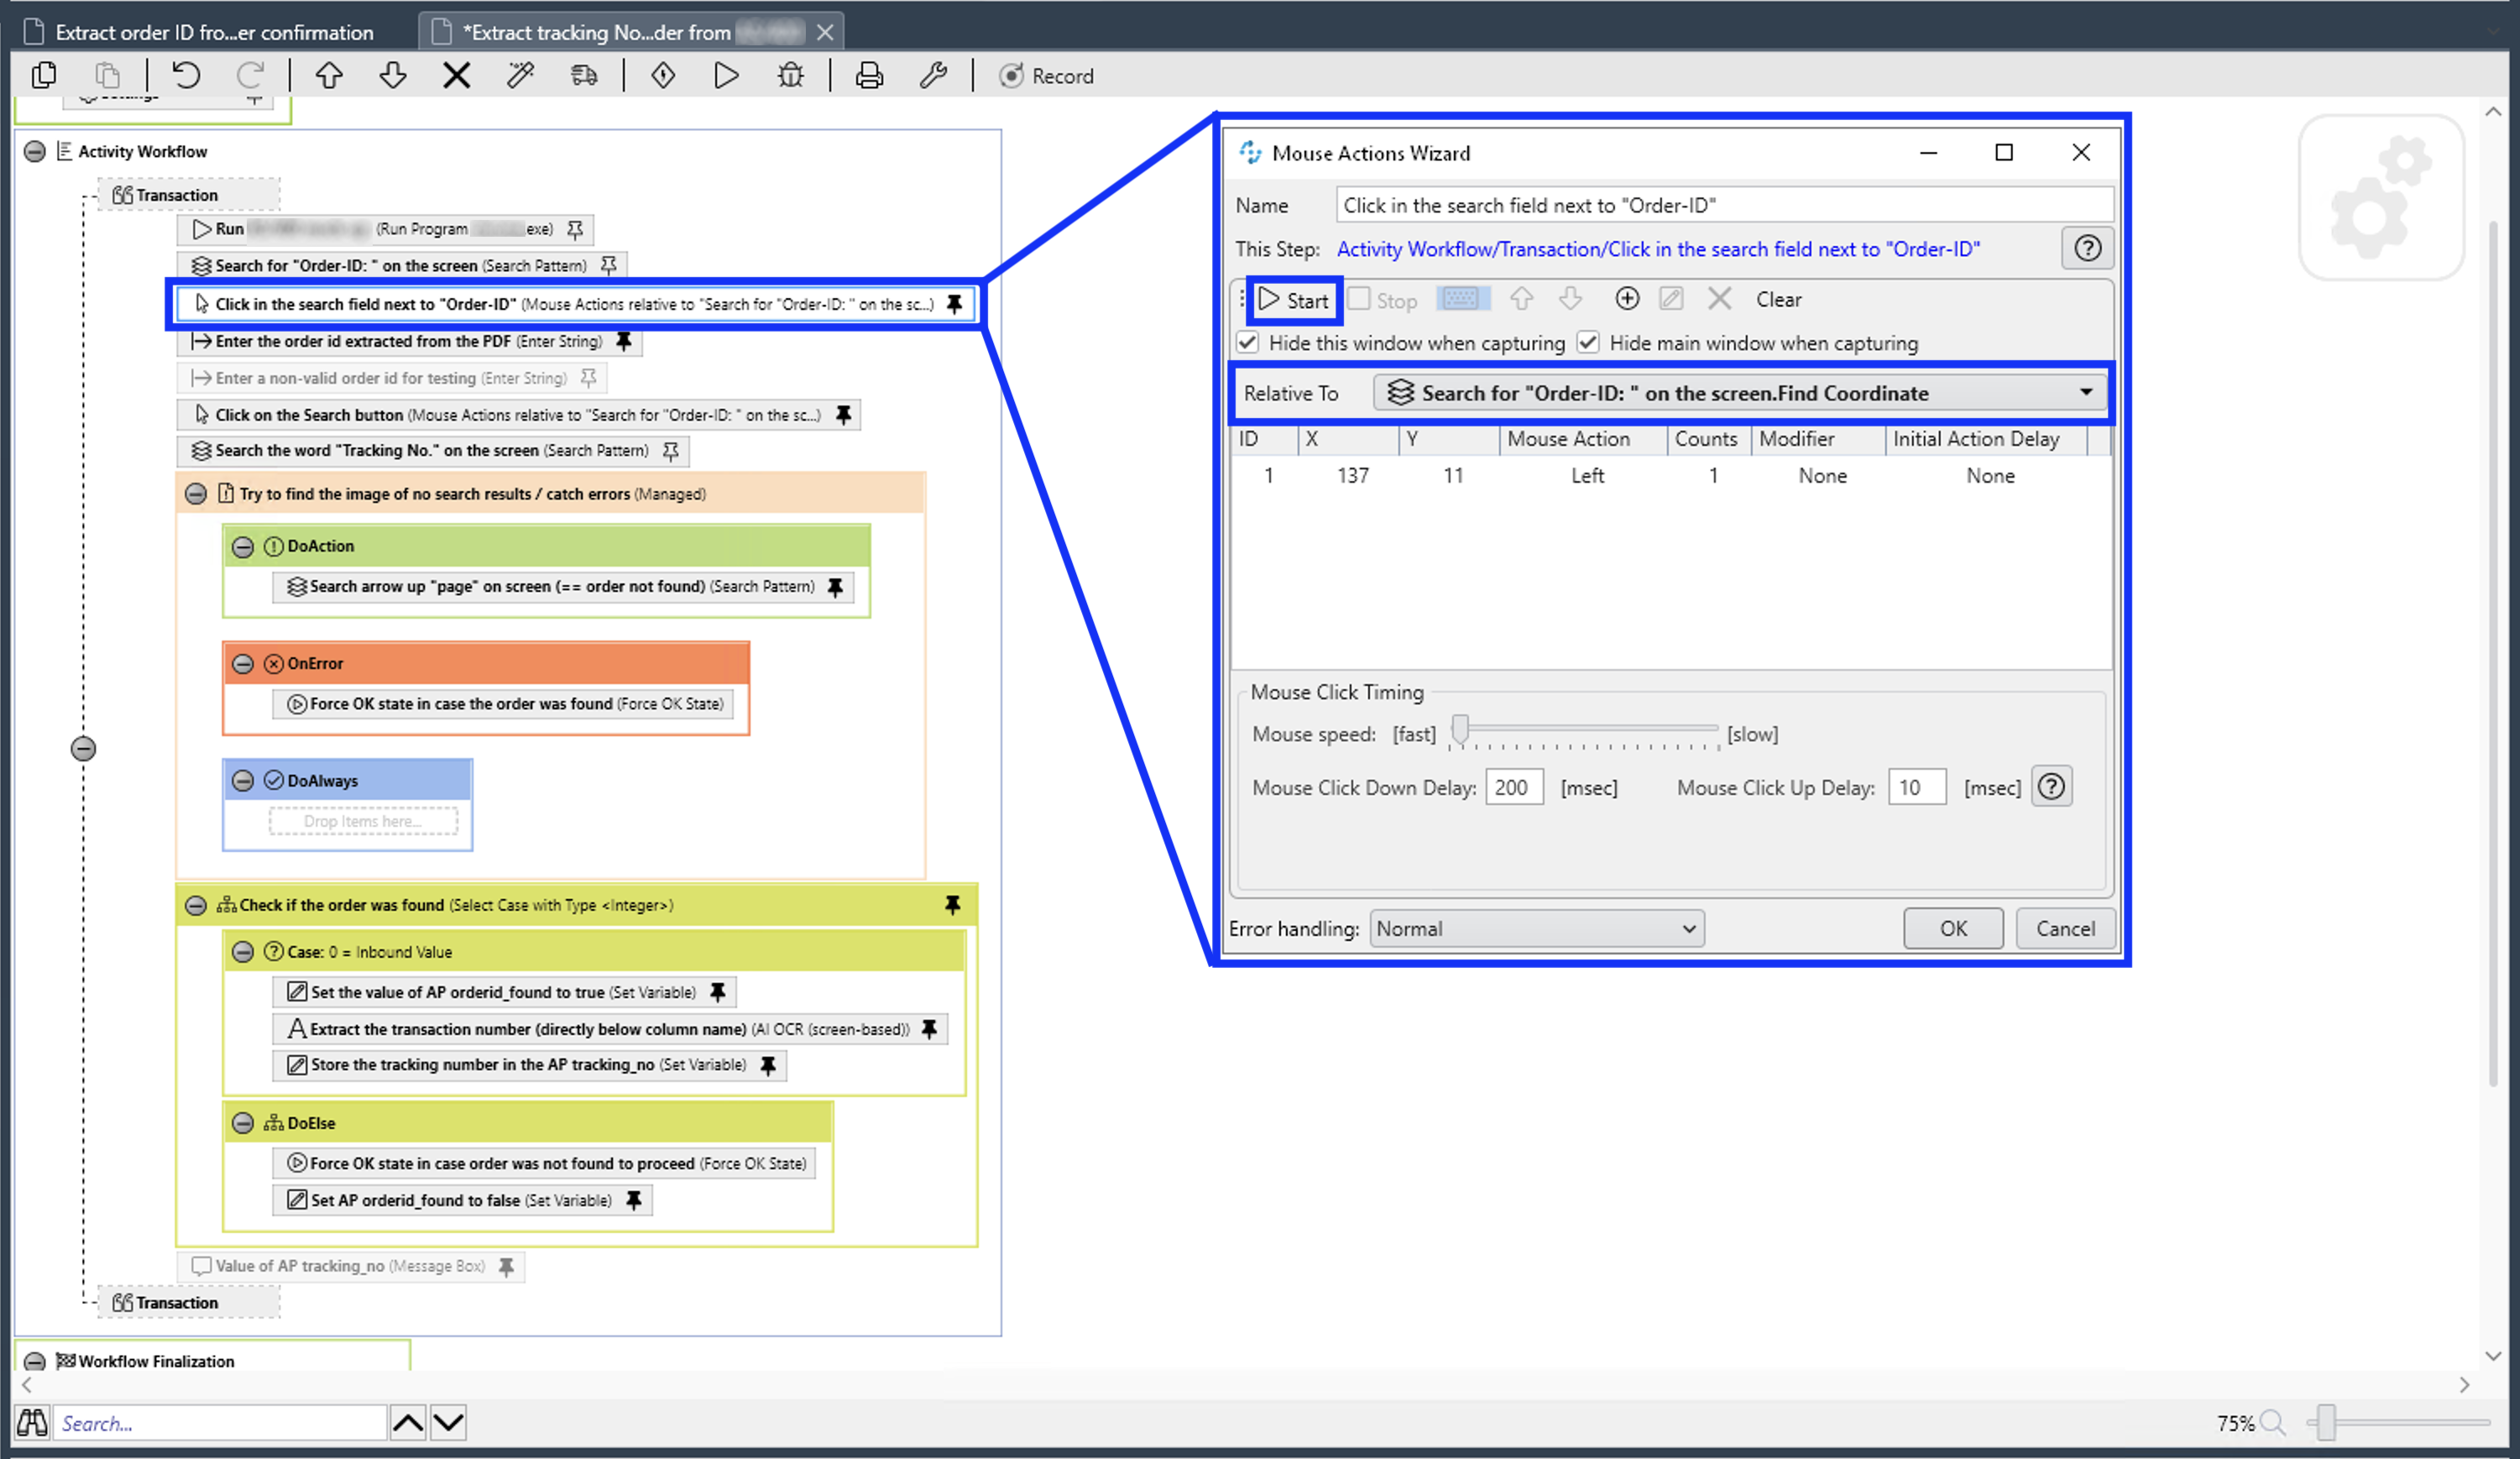 Extract order ID fro...er confirmation
*Extract tracking No...der from
Record
Settings
Activity Workflow
Transaction
Run (Run Program exe)
Search for "Order-ID: " on the screen (Search Pattern)
Click in the search field next to "Order-ID" (Mouse Actions relative to "Search for "Order-ID: " on the sc...)
Enter the order id extracted from the PDF (Enter String)
Enter a non-valid order id for testing (Enter String)
Click on the Search button (Mouse Actions relative to "Search for "Order-ID: " on the sc...)
Search the word "Tracking No." on the screen (Search Pattern)
Try to find the image of no search results / catch errors (Managed)
DoAction
Search arrow up "page" on screen (== order not found) (Search Pattern)
OnError
Force OK state in case the order was found (Force OK State)
DoAlways
Drop Items here...
Check if the order was found (Select Case with Type <Integer>)
Case: 0 = Inbound Value
Set the value of AP orderid_found to true (Set Variable)
Extract the transaction number (directly below column name) (AI OCR (screen-based))
Store the tracking number in the AP tracking_no (Set Variable)
DoElse
Force OK state in case order was not found to proceed (Force OK State)
Set AP orderid_found to false (Set Variable)
Value of AP tracking_no (Message Box)
Transaction
Workflow Finalization
Search...
75%
Mouse Actions Wizard
Name Click in the search field next to "Order-ID"
This Step: Activity Workflow/Transaction/Click in the search field next to "Order-ID"
Start Stop Clear
Hide this window when capturing Hide main window when capturing
Relative To Search for "Order-ID: " on the screen.Find Coordinate
ID X Y Mouse Action Counts Modifier Initial Action Delay
1 137 11 Left 1 None None
Mouse Click Timing
Mouse speed: [fast] [slow]
Mouse Click Down Delay: 200 [msec] Mouse Click Up Delay: 10 [msec]
Error handling: Normal OK Cancel